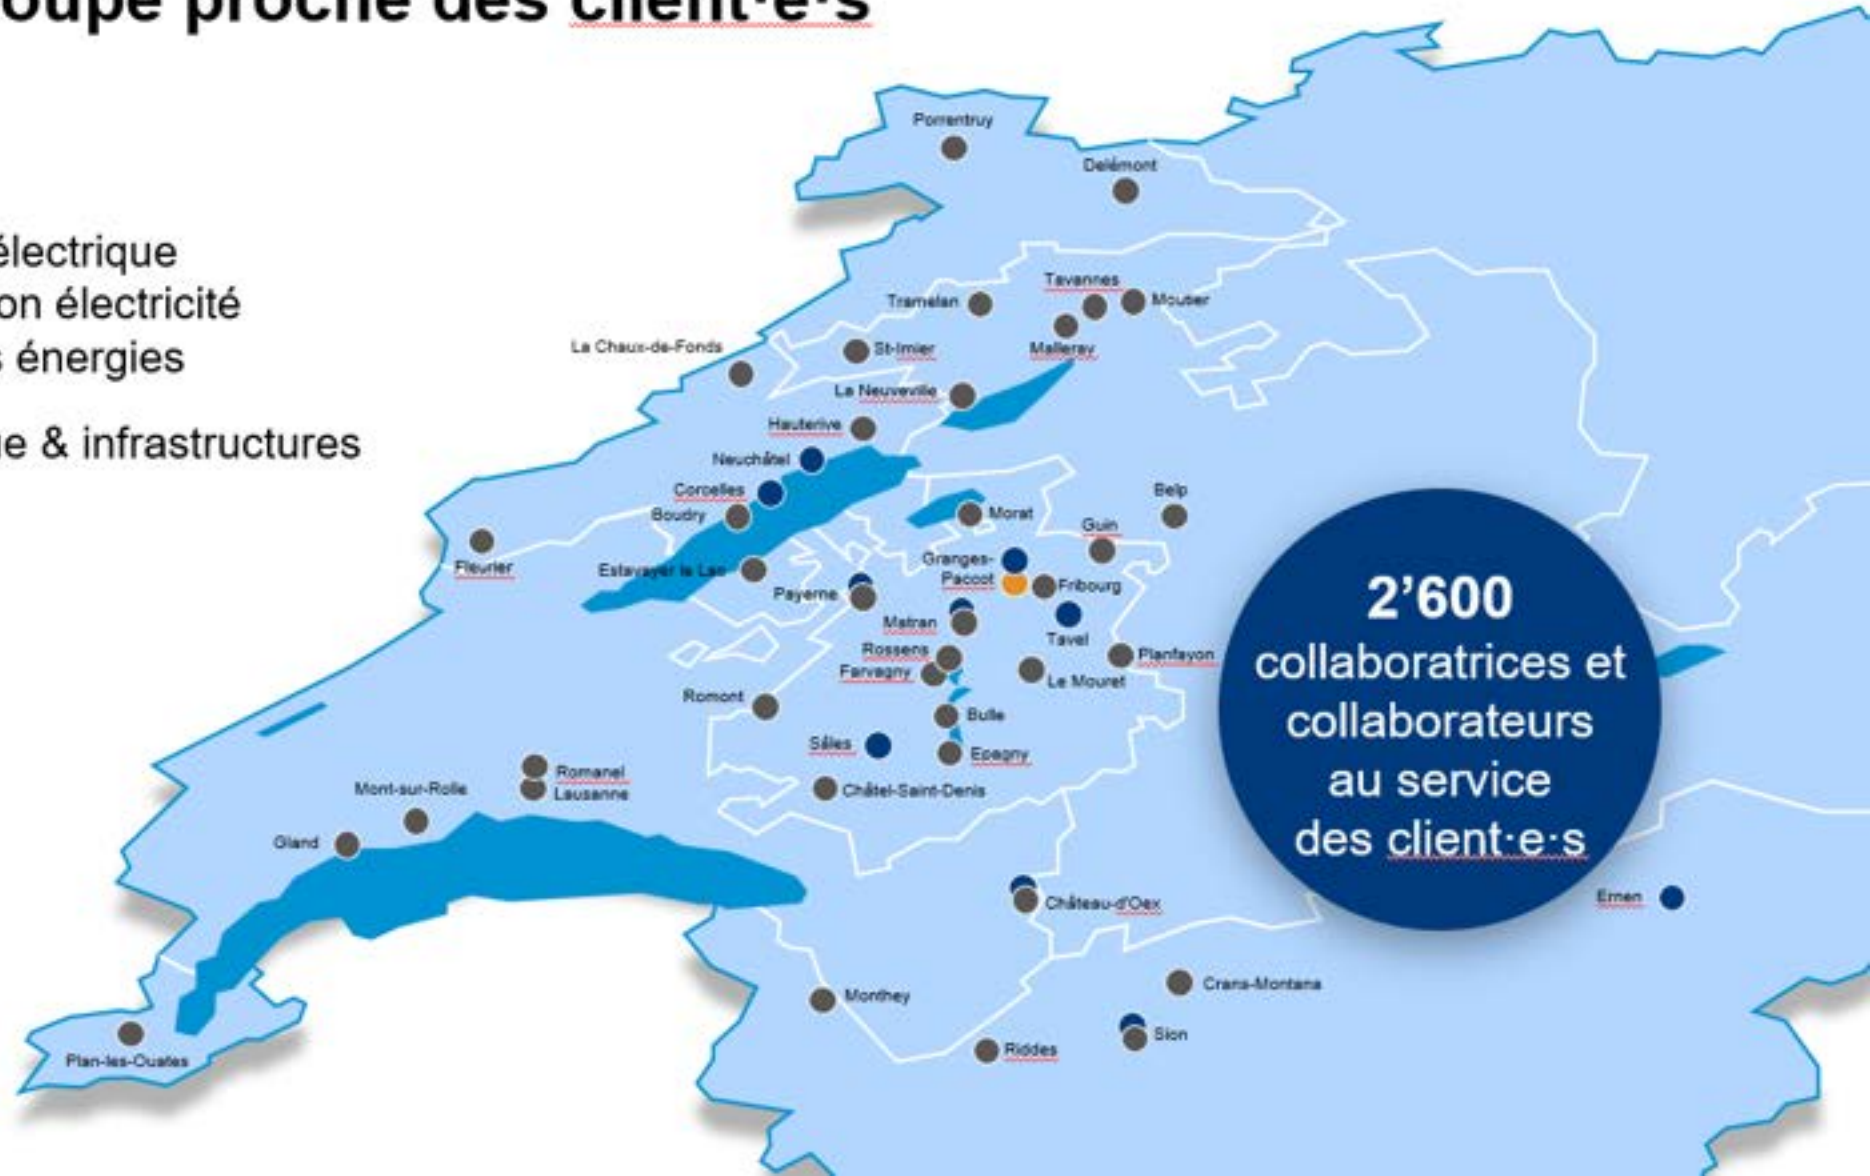 oupe proche des client·e·s
électrique
on électricité
s énergies
ue & infrastructures
Porrentruy
Delémont
Tavannes
Tramelan
Moutier
La Chaux-de-Fonds
St-Imier
Malleray
La Neuveville
Hauterive
Neuchâtel
Corcelles
Boudry
Morat
Belp
Guin
Fleurier
Estavayer le Lac
Granges-
Paccot
Fribourg
Payerne
Matran
Tavel
Rossens
Planfayon
Farvagny
Le Mouret
Romont
Bulle
Sâles
Epagny
Romanel
Lausanne
Mont-sur-Rolle
Châtel-Saint-Denis
Gland
2’600
collaboratrices et
collaborateurs
au service
des client·e·s
Ernen
Château-d'Oex
Crans-Montana
Monthey
Sion
Riddes
Plan-les-Ouates